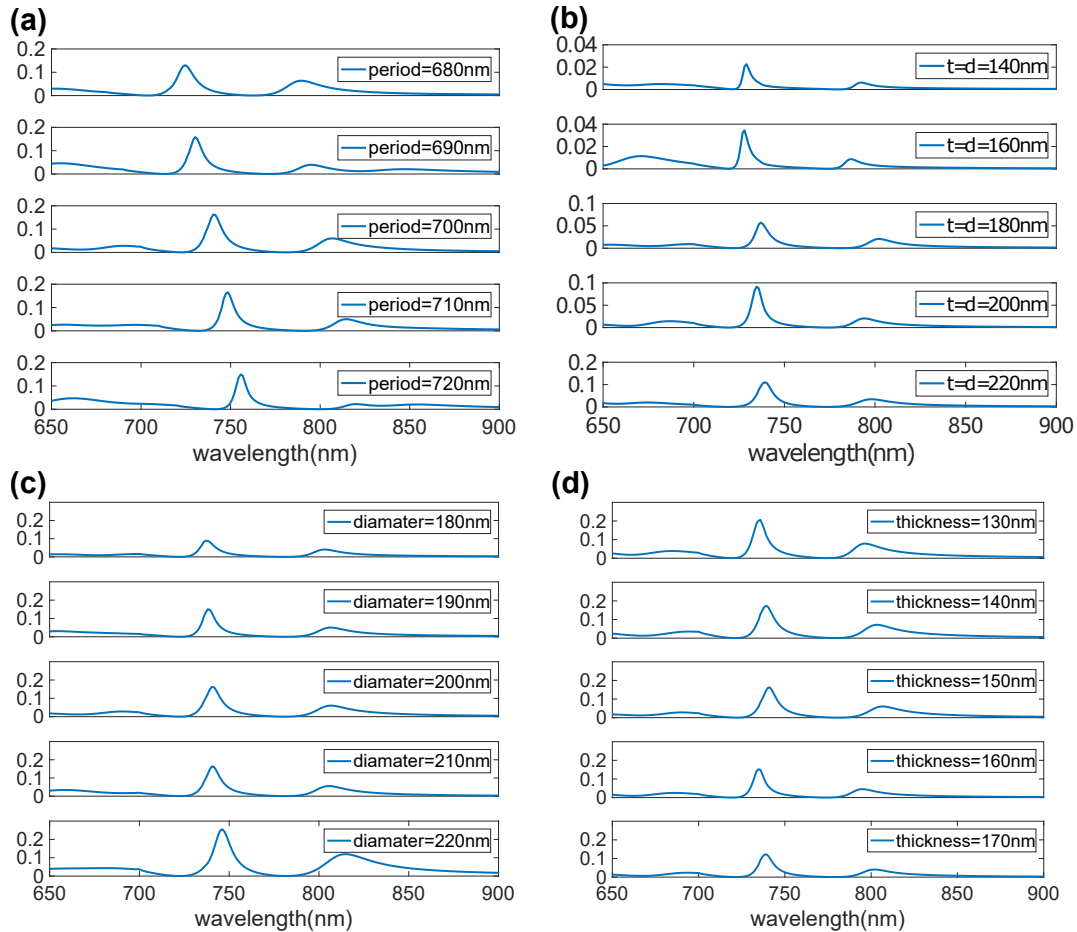 (a)
0.2
0.1
0
period=680nm
0.2
0.1
0
period=690nm
0.2
0.1
0
period=700nm
0.2
0.1
0
period=710nm
0.2
0.1
0
period=720nm
650 700 750 800 850 900
wavelength(nm)
(b)
0.04
0.02
0
t=d=140nm
0.04
0.02
0
t=d=160nm
0.1
0.05
0
t=d=180nm
0.1
0.05
0
t=d=200nm
0.2
0.1
0
t=d=220nm
650 700 750 800 850 900
wavelength(nm)
(c)
0.2
0.1
0
diamater=180nm
0.2
0.1
0
diamater=190nm
0.2
0.1
0
diamater=200nm
0.2
0.1
0
diamater=210nm
0.2
0.1
0
diamater=220nm
650 700 750 800 850 900
wavelength(nm)
(d)
0.2
0.1
0
thickness=130nm
0.2
0.1
0
thickness=140nm
0.2
0.1
0
thickness=150nm
0.2
0.1
0
thickness=160nm
0.2
0.1
0
thickness=170nm
650 700 750 800 850 900
wavelength(nm)